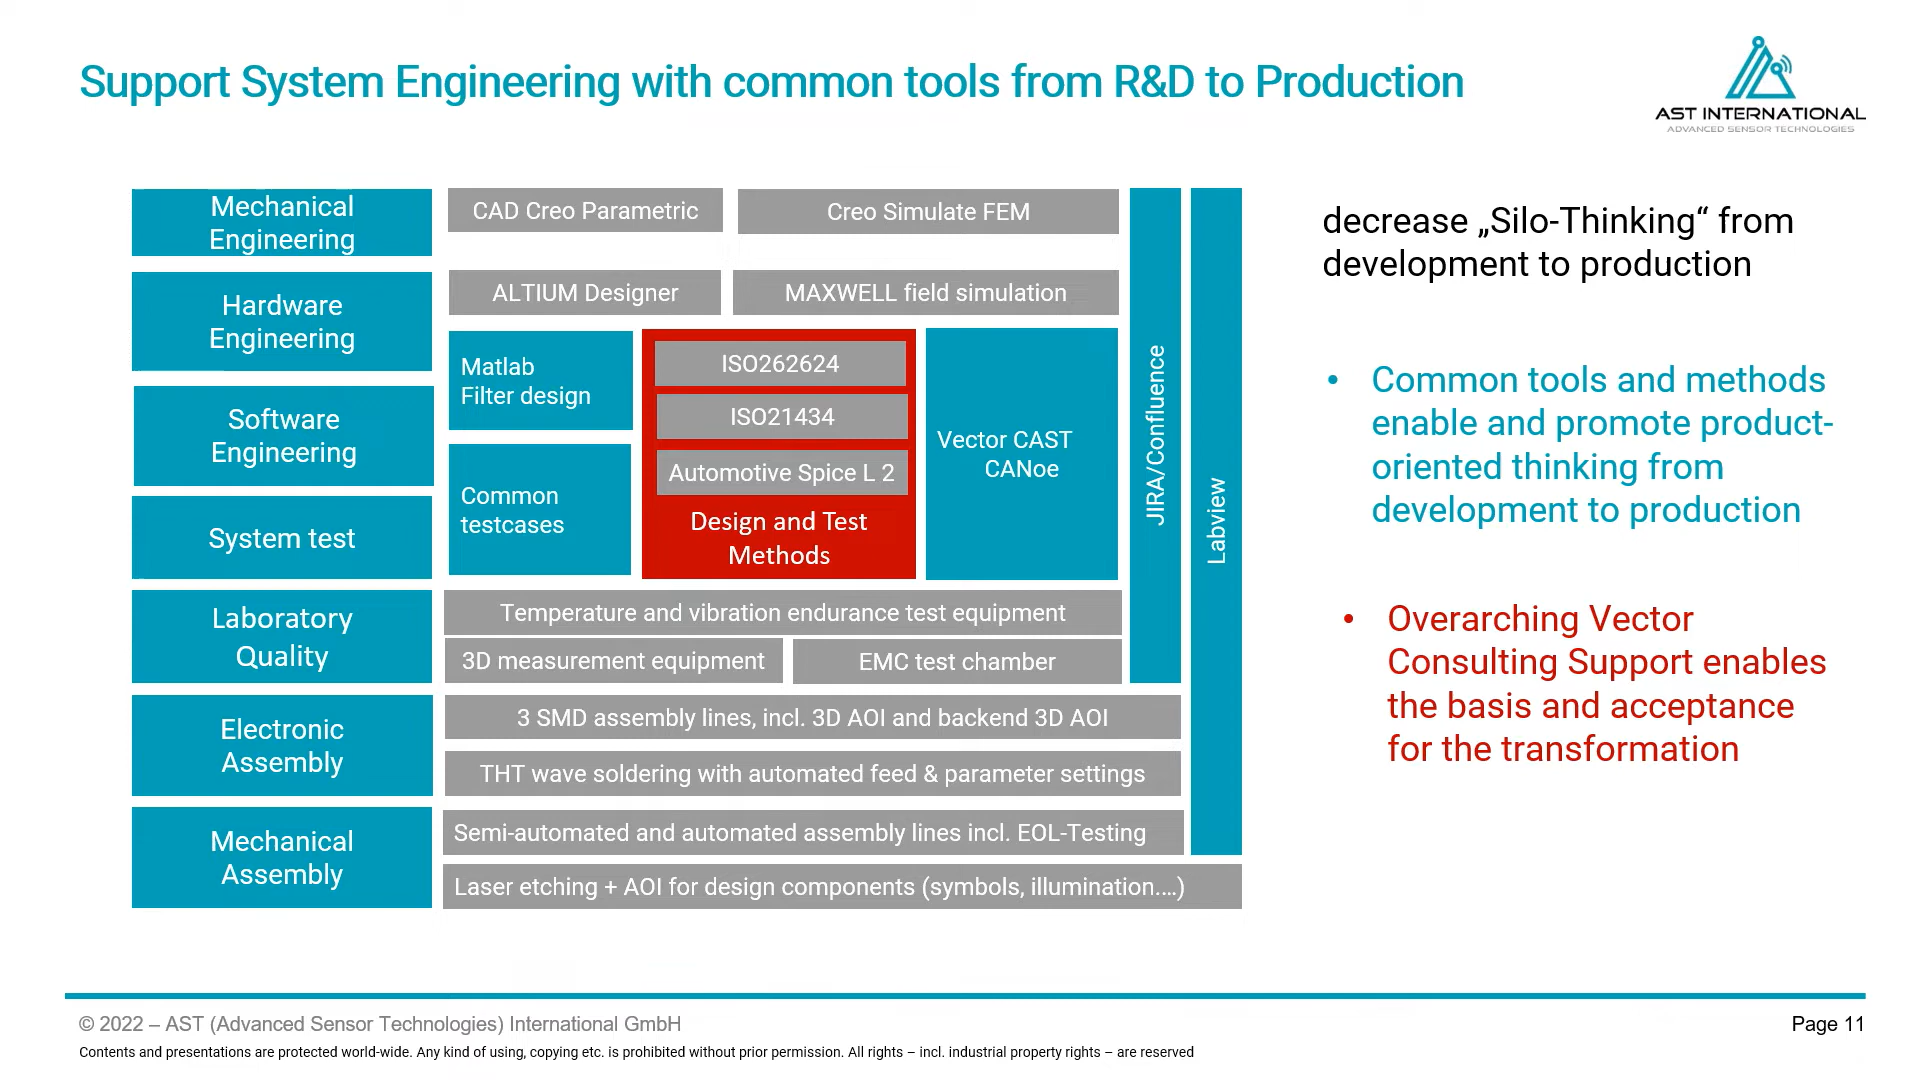 Support System Engineering with common tools from R&D to Production
AST INTERNATIONAL
ADVANCED SENSOR TECHNOLOGIES
Mechanical
Engineering
CAD Creo Parametric
Creo Simulate FEM
Hardware
Engineering
ALTIUM Designer
MAXWELL field simulation
Software
Engineering
System test
Matlab
Filter design
Common
testcases
ISO262624
ISO21434
Automotive Spice L 2
Design and Test
Methods
Vector CAST
CANoe
JIRA/Confluence
Labview
Laboratory
Quality
Temperature and vibration endurance test equipment
3D measurement equipment
EMC test chamber
Electronic
Assembly
3 SMD assembly lines, incl. 3D AOI and backend 3D AOI
THT wave soldering with automated feed & parameter settings
Mechanical
Assembly
Semi-automated and automated assembly lines incl. EOL-Testing
Laser etching + AOI for design components (symbols, illumination....)
decrease „Silo-Thinking“ from
development to production
• Common tools and methods
enable and promote product-
oriented thinking from
development to production
• Overarching Vector
Consulting Support enables
the basis and acceptance
for the transformation
© 2022 – AST (Advanced Sensor Technologies) International GmbH
Page 11
Contents and presentations are protected world-wide. Any kind of using, copying etc. is prohibited without prior permission. All rights – incl. industrial property rights – are reserved